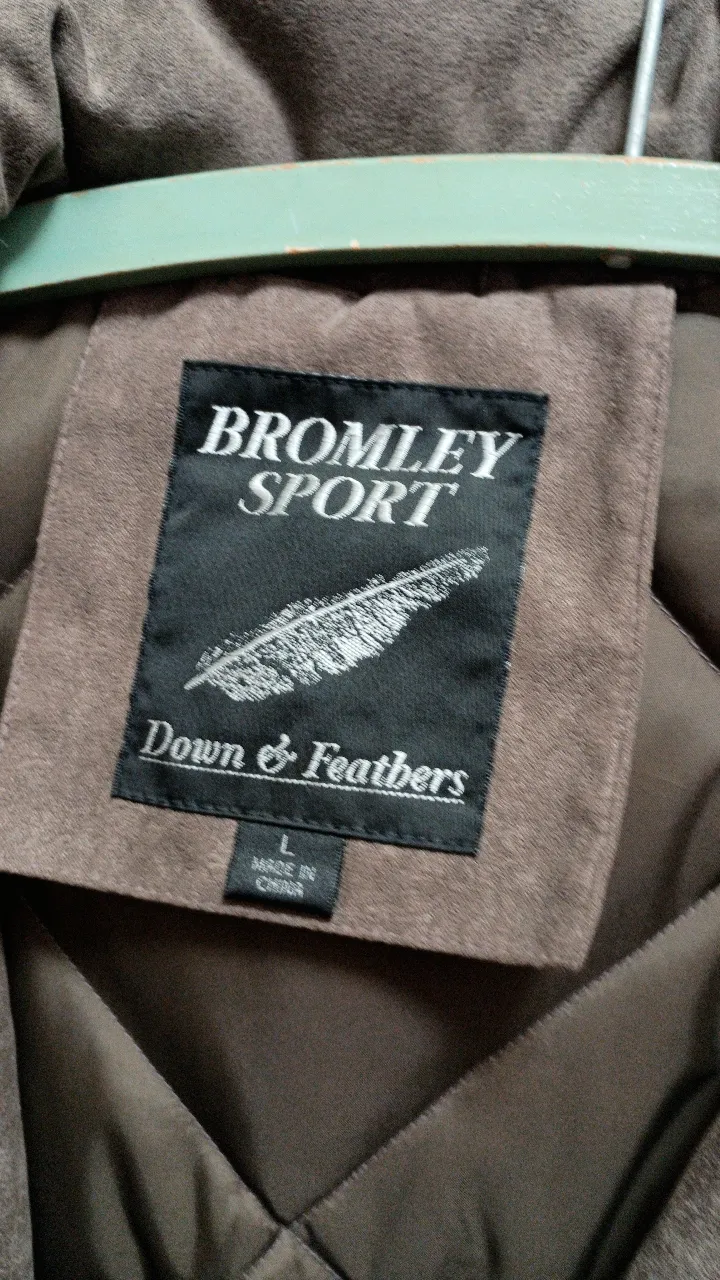 BROMLEY
SPORT
Down & Feathers
L
MADE IN
CHINA